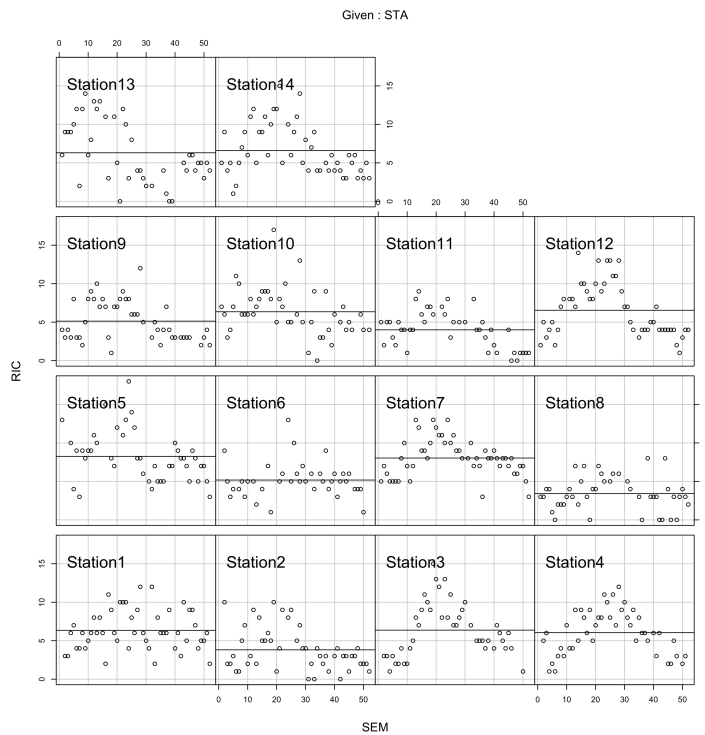 Given : STA
0 10 20 30 40 50
Station13 Station14
0 5 10 15
0 10 20 30 40 50
Station9 Station10 Station11 Station12
0 5 10 15
Station5 Station6 Station7 Station8
Station1 Station2 Station3 Station4
0 5 10 15
0 10 20 30 40 50 0 10 20 30 40 50
RIC
SEM